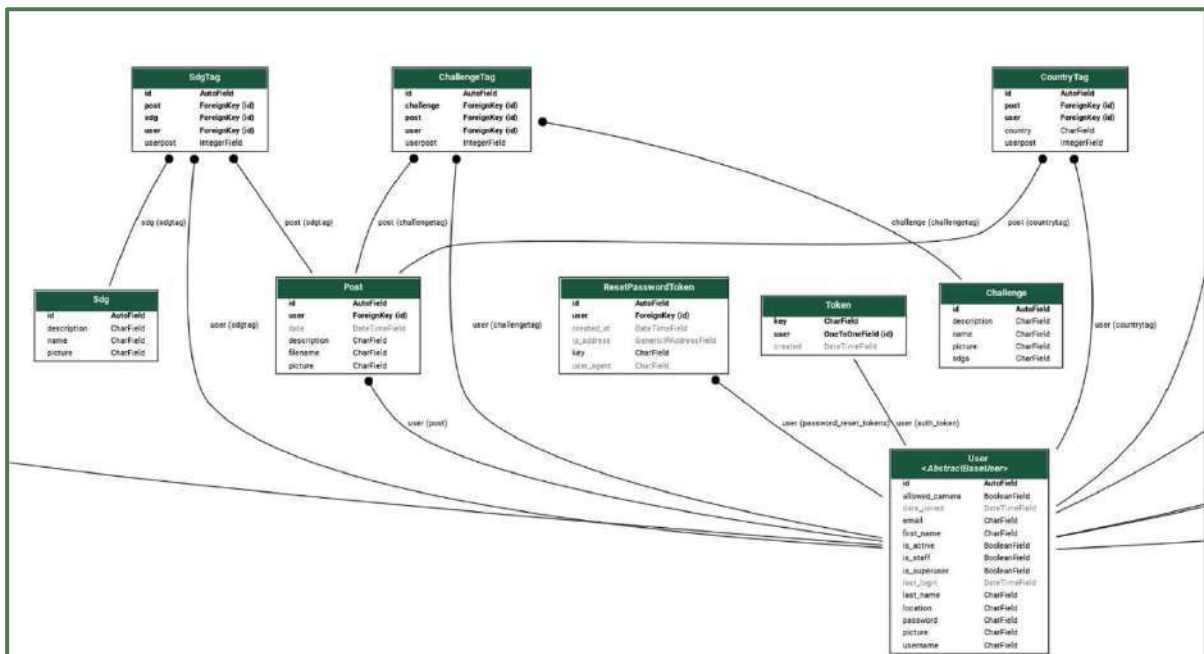 SdgTag
id AutoField
post ForeignKey (id)
sdg ForeignKey (id)
user ForeignKey (id)
userpost IntegerField
ChallengeTag
id AutoField
challenge ForeignKey (id)
post ForeignKey (id)
user ForeignKey (id)
userpost IntegerField
CountryTag
id AutoField
post ForeignKey (id)
user ForeignKey (id)
country CharField
userpost IntegerField
sdg (sdgtag)
post (sdgtag)
post (challengetag)
challenge (challengetag)
post (countrytag)
Sdg
id AutoField
description CharField
name CharField
picture CharField
user (sdgtag)
Post
id AutoField
user ForeignKey (id)
date DateTimeField
description CharField
filename CharField
picture CharField
user (challengetag)
ResetPasswordToken
id AutoField
user ForeignKey (id)
created_at DateTimeField
ip_address GenericIPAddressField
key CharField
user_agent CharField
Token
key CharField
user OneToOneField (id)
created DateTimeField
Challenge
id AutoField
description CharField
name CharField
picture CharField
sdgs CharField
user (countrytag)
user (post)
user (password_reset_tokens)
user (auth_token)
User
<AbstractBaseUser>
id AutoField
allowed_camera BooleanField
date_joined DateTimeField
email CharField
first_name CharField
is_active BooleanField
is_staff BooleanField
is_superuser BooleanField
last_login DateTimeField
last_name CharField
location CharField
password CharField
picture CharField
username CharField